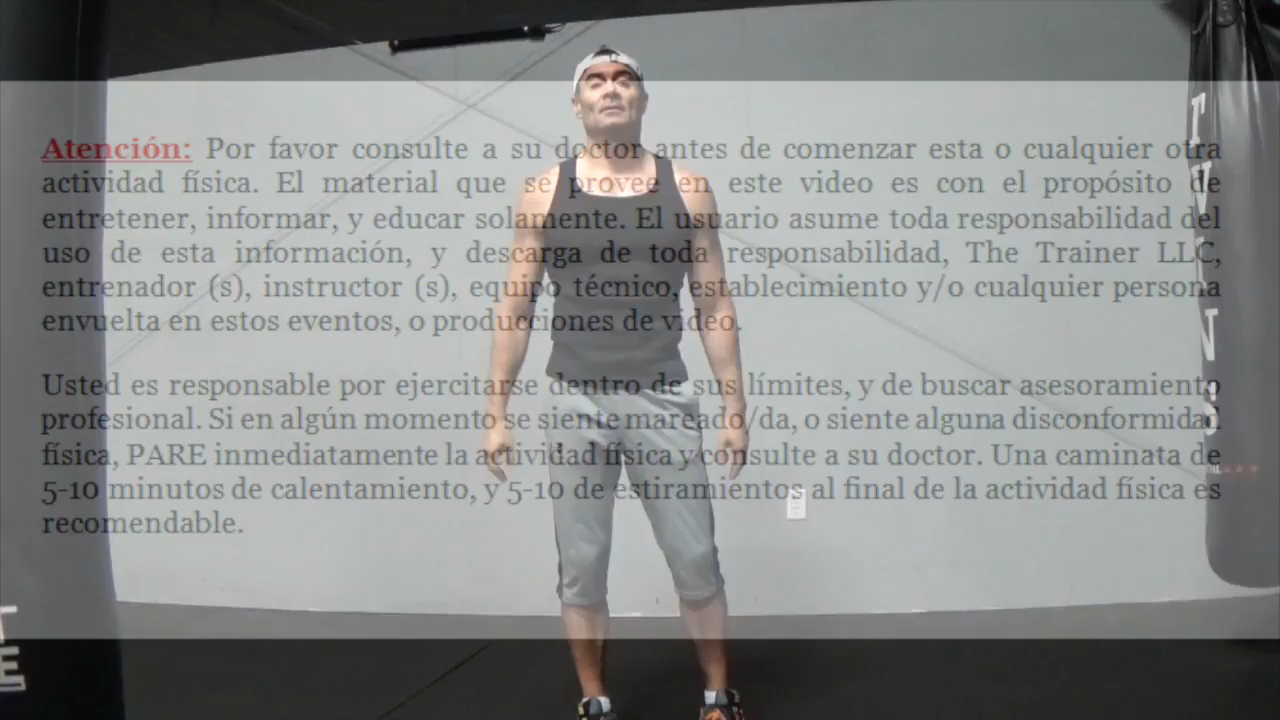 Atención: Por favor consulte a su doctor antes de comenzar esta o cualquier otra
actividad física. El material que se provee en este video es con el propósito de
entretener, informar, y educar solamente. El usuario asume toda responsabilidad del
uso de esta información, y descarga de toda responsabilidad, The Trainer LLC,
entrenador (s), instructor (s), equipo técnico, establecimiento y/o cualquier persona
envuelta en estos eventos, o producciones de video.
Usted es responsable por ejercitarse dentro de sus límites, y de buscar asesoramiento
profesional. Si en algún momento se siente mareado/da, o siente alguna disconformidad
física, PARE inmediatamente la actividad física y consulte a su doctor. Una caminata de
5-10 minutos de calentamiento, y 5-10 de estiramientos al final de la actividad física es
recomendable.